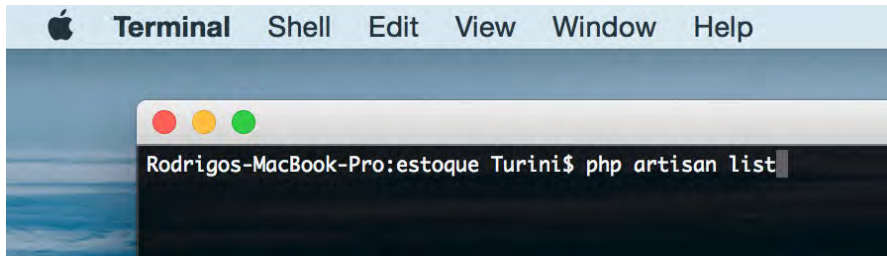 Terminal Shell Edit View Window Help
Rodrigos-MacBook-Pro:estoque Turini$ php artisan list